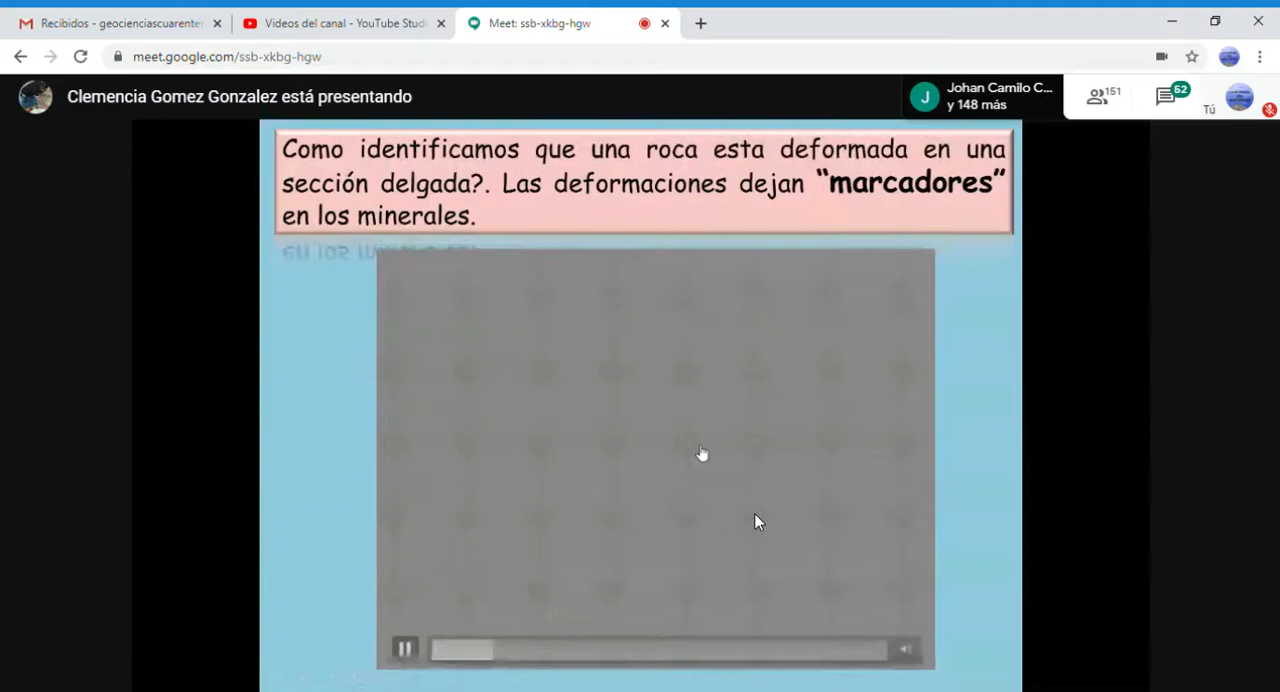 Recibidos - geocienciascuarente
Videos del canal - YouTube Studi
Meet: ssb-xkbg-hgw
meet.google.com/ssb-xkbg-hgw
Clemencia Gomez Gonzalez está presentando
J
Johan Camilo C...
y 148 más
151
62
Tú
Como identificamos que una roca esta deformada en una
sección delgada?. Las deformaciones dejan “marcadores”
en los minerales.